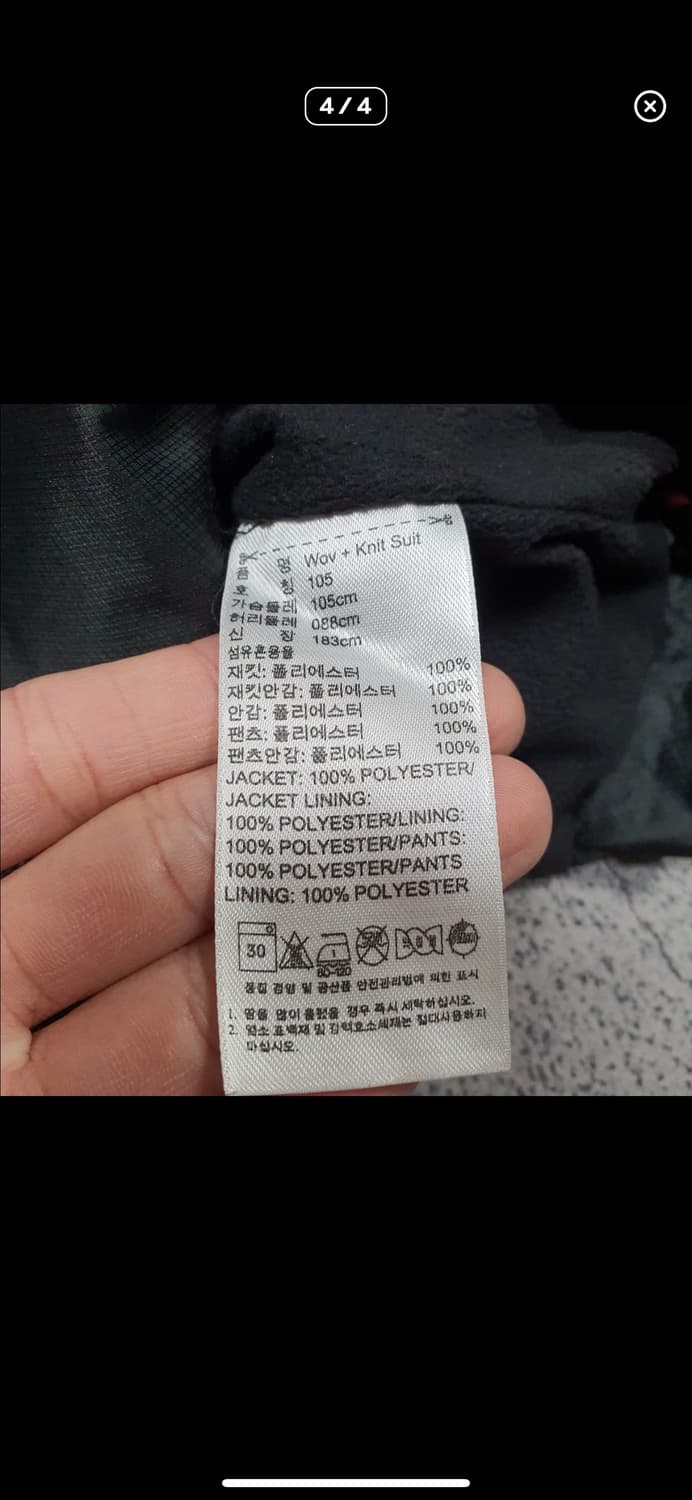 4/4
품 명 Wov + Knit Suit
호 칭 105
가슴둘레 105cm
허리둘레 088cm
신 장 183cm
섬유혼용율
재킷: 폴리에스터 100%
재킷안감: 폴리에스터 100%
안감: 폴리에스터 100%
팬츠: 폴리에스터 100%
팬츠안감: 폴리에스터 100%
JACKET: 100% POLYESTER/
JACKET LINING:
100% POLYESTER/LINING:
100% POLYESTER/PANTS:
100% POLYESTER/PANTS
LINING: 100% POLYESTER
30
80-120
품질 경영 및 공산품 안전관리법에 의한 표시
1. 땀을 많이 흘렸을 경우 즉시 세탁하십시오.
2. 염소 표백제 및 강력효소세제는 절대사용하지
마십시오.